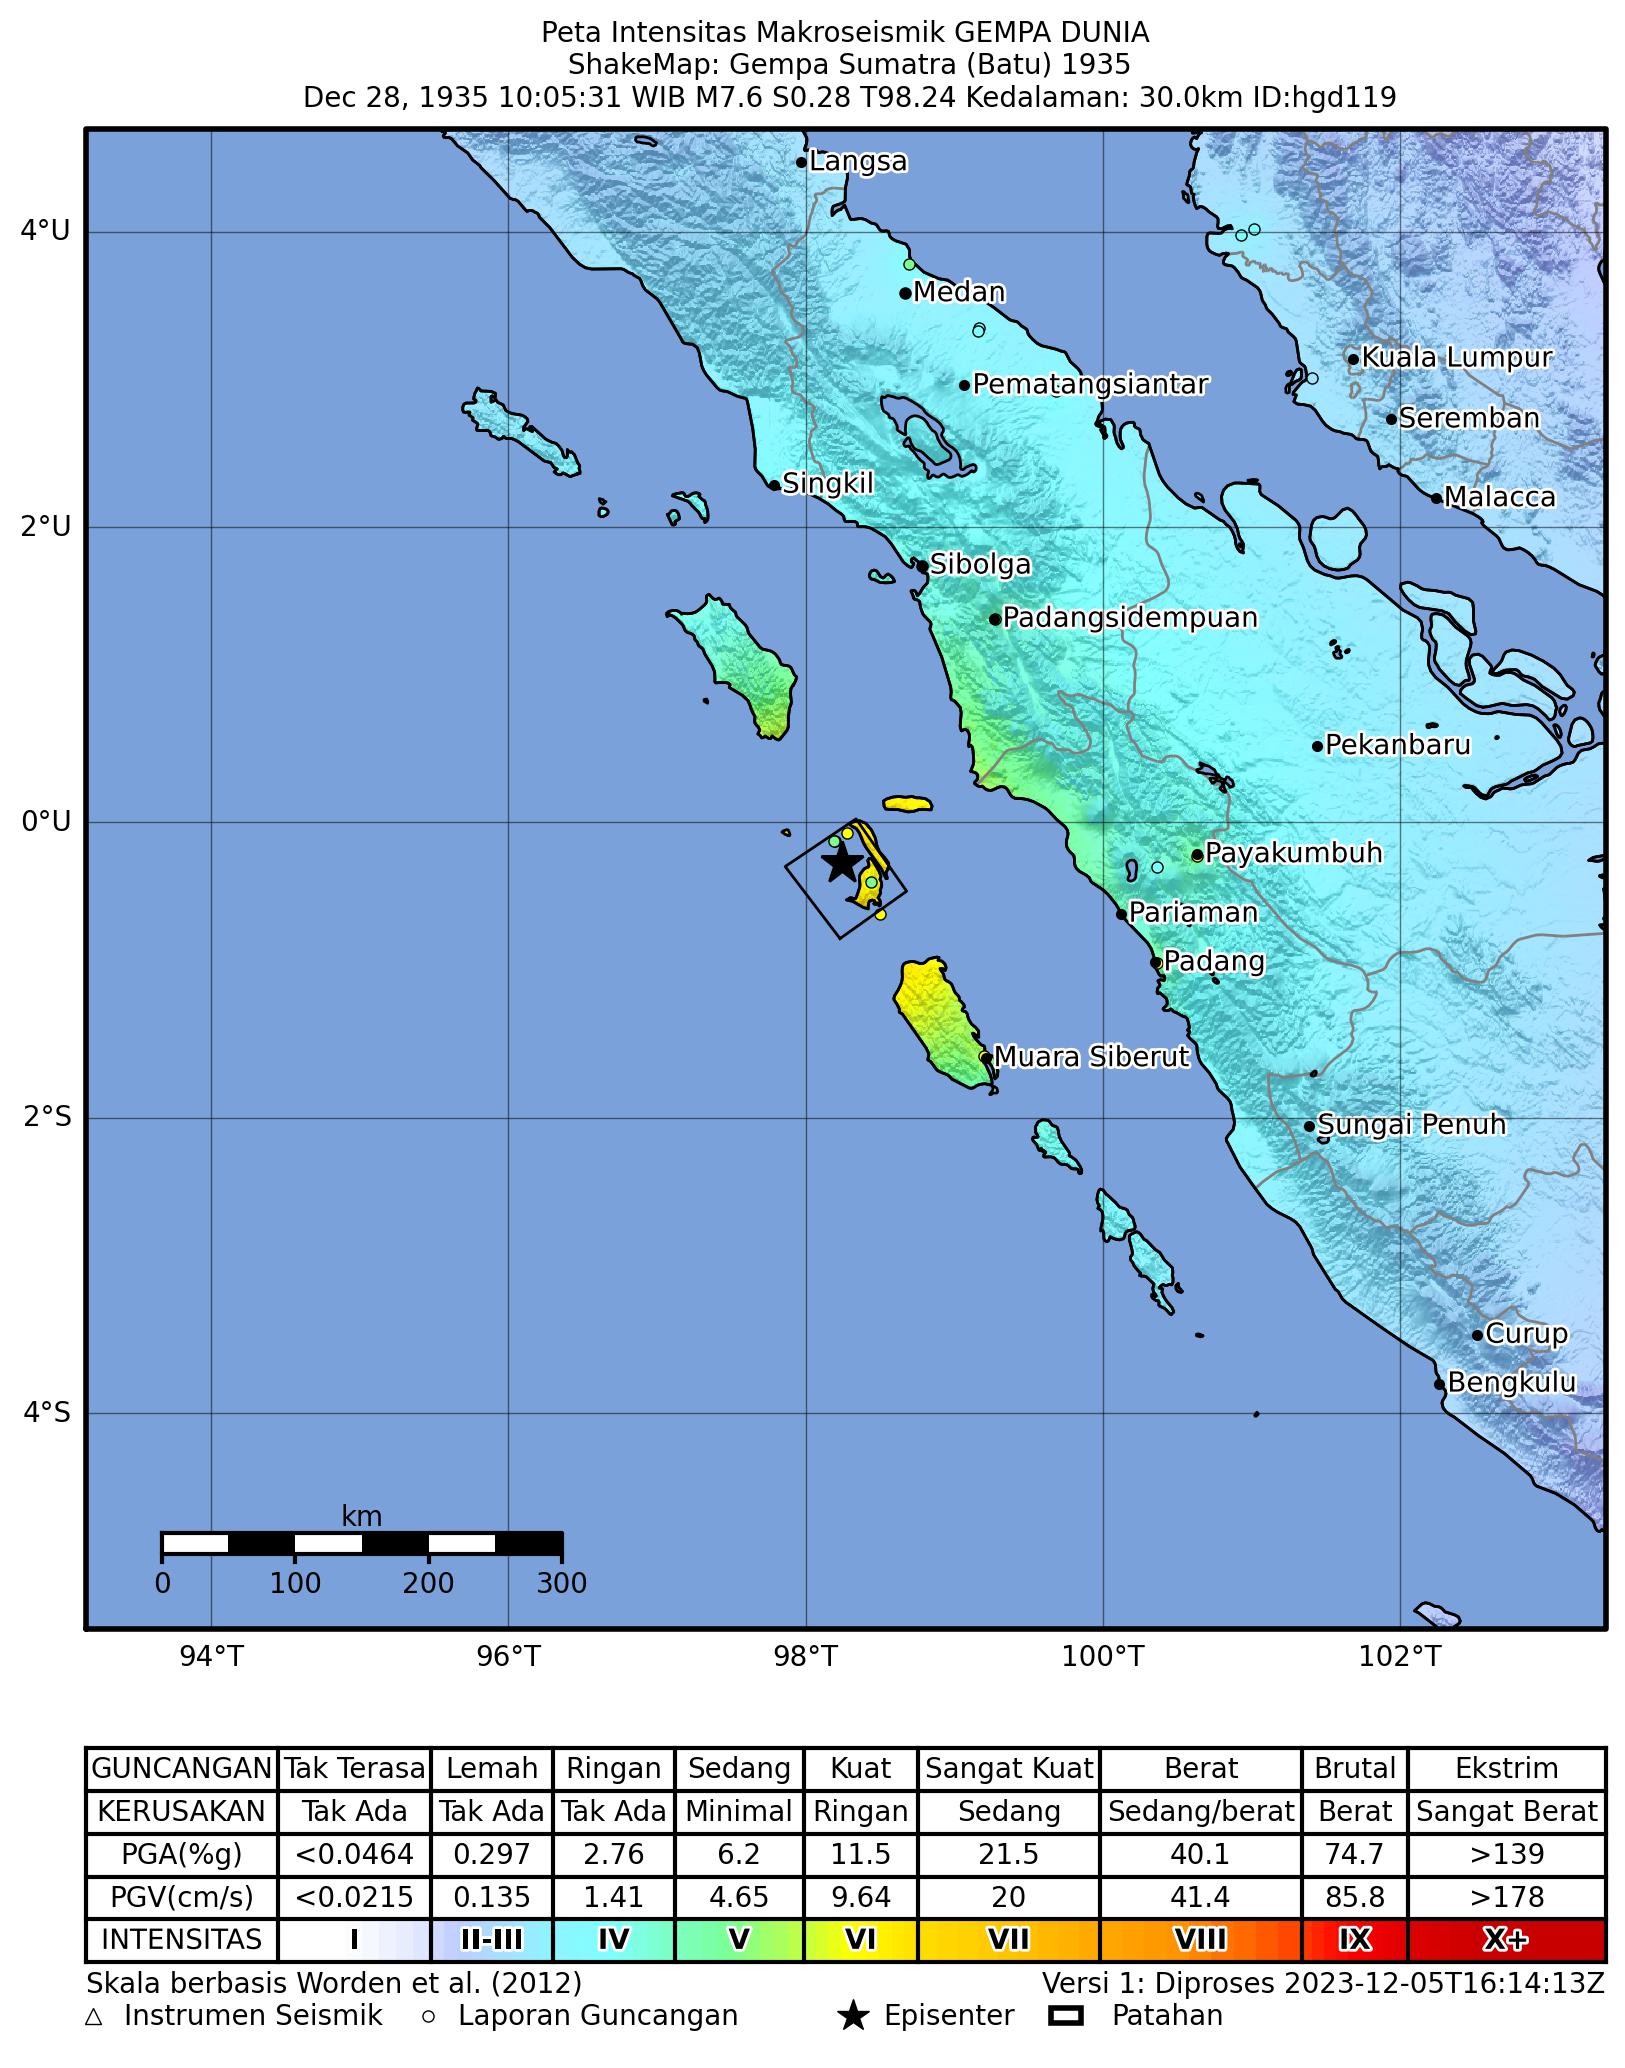 Peta Intensitas Makroseismik GEMPA DUNIA
ShakeMap: Gempa Sumatra (Batu) 1935
Dec 28, 1935 10:05:31 WIB M7.6 S0.28 T98.24 Kedalaman: 30.0km ID:hgd119
Langsa
4°U
Medan
Kuala Lumpur
Pematangsiantar
Seremban
Singkil
Malacca
2°U
Sibolga
Padangsidempuan
Pekanbaru
0°U
Payakumbuh
Pariaman
Padang
Muara Siberut
2°S
Sungai Penuh
Curup
Bengkulu
4°S
km
0 100 200 300
94°T 96°T 98°T 100°T 102°T
GUNCANGAN Tak Terasa Lemah Ringan Sedang Kuat Sangat Kuat Berat Brutal Ekstrim
KERUSAKAN Tak Ada Tak Ada Tak Ada Minimal Ringan Sedang Sedang/berat Berat Sangat Berat
PGA(%g) <0.0464 0.297 2.76 6.2 11.5 21.5 40.1 74.7 >139
PGV(cm/s) <0.0215 0.135 1.41 4.65 9.64 20 41.4 85.8 >178
INTENSITAS I II-III IV V VI VII VIII IX X+
Skala berbasis Worden et al. (2012) Versi 1: Diproses 2023-12-05T16:14:13Z
Instrumen Seismik Laporan Guncangan Episenter Patahan